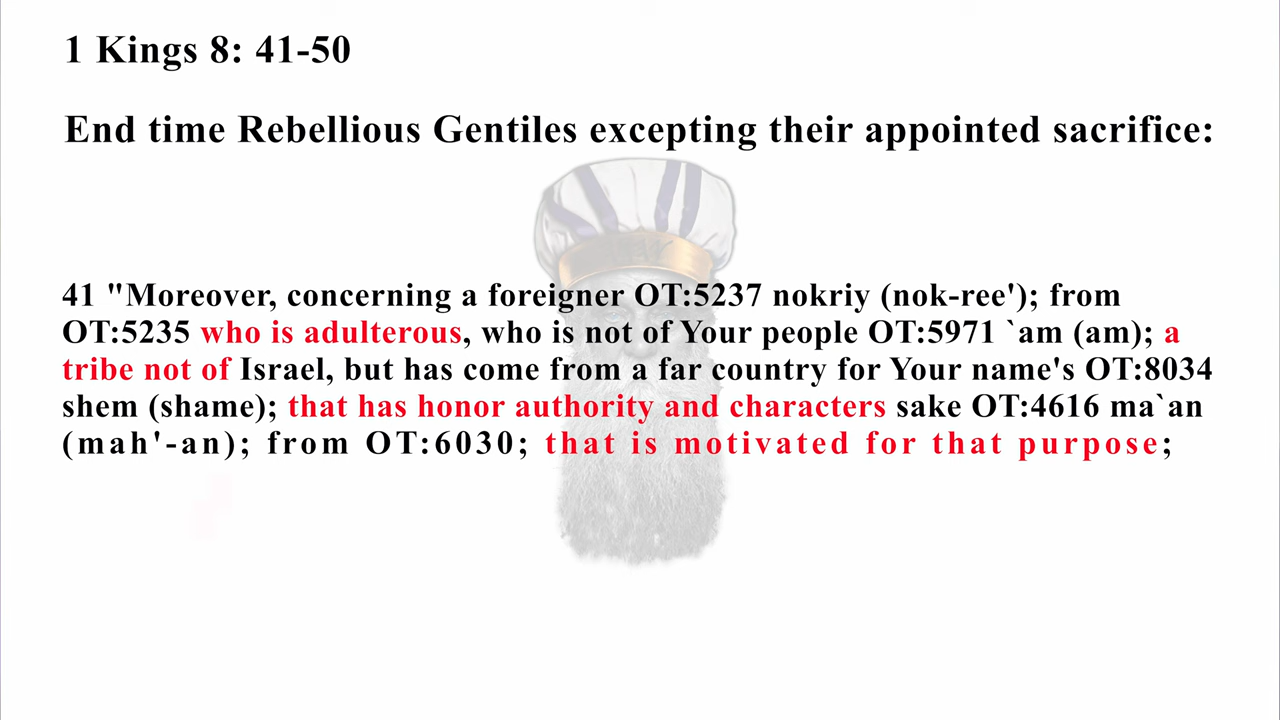 1 Kings 8: 41-50
End time Rebellious Gentiles excepting their appointed sacrifice:
41 "Moreover, concerning a foreigner OT:5237 nokriy (nok-ree'); from
OT:5235 who is adulterous, who is not of Your people OT:5971 `am (am); a
tribe not of Israel, but has come from a far country for Your name's OT:8034
shem (shame); that has honor authority and characters sake OT:4616 ma`an
(mah'-an); from OT:6030; that is motivated for that purpose;